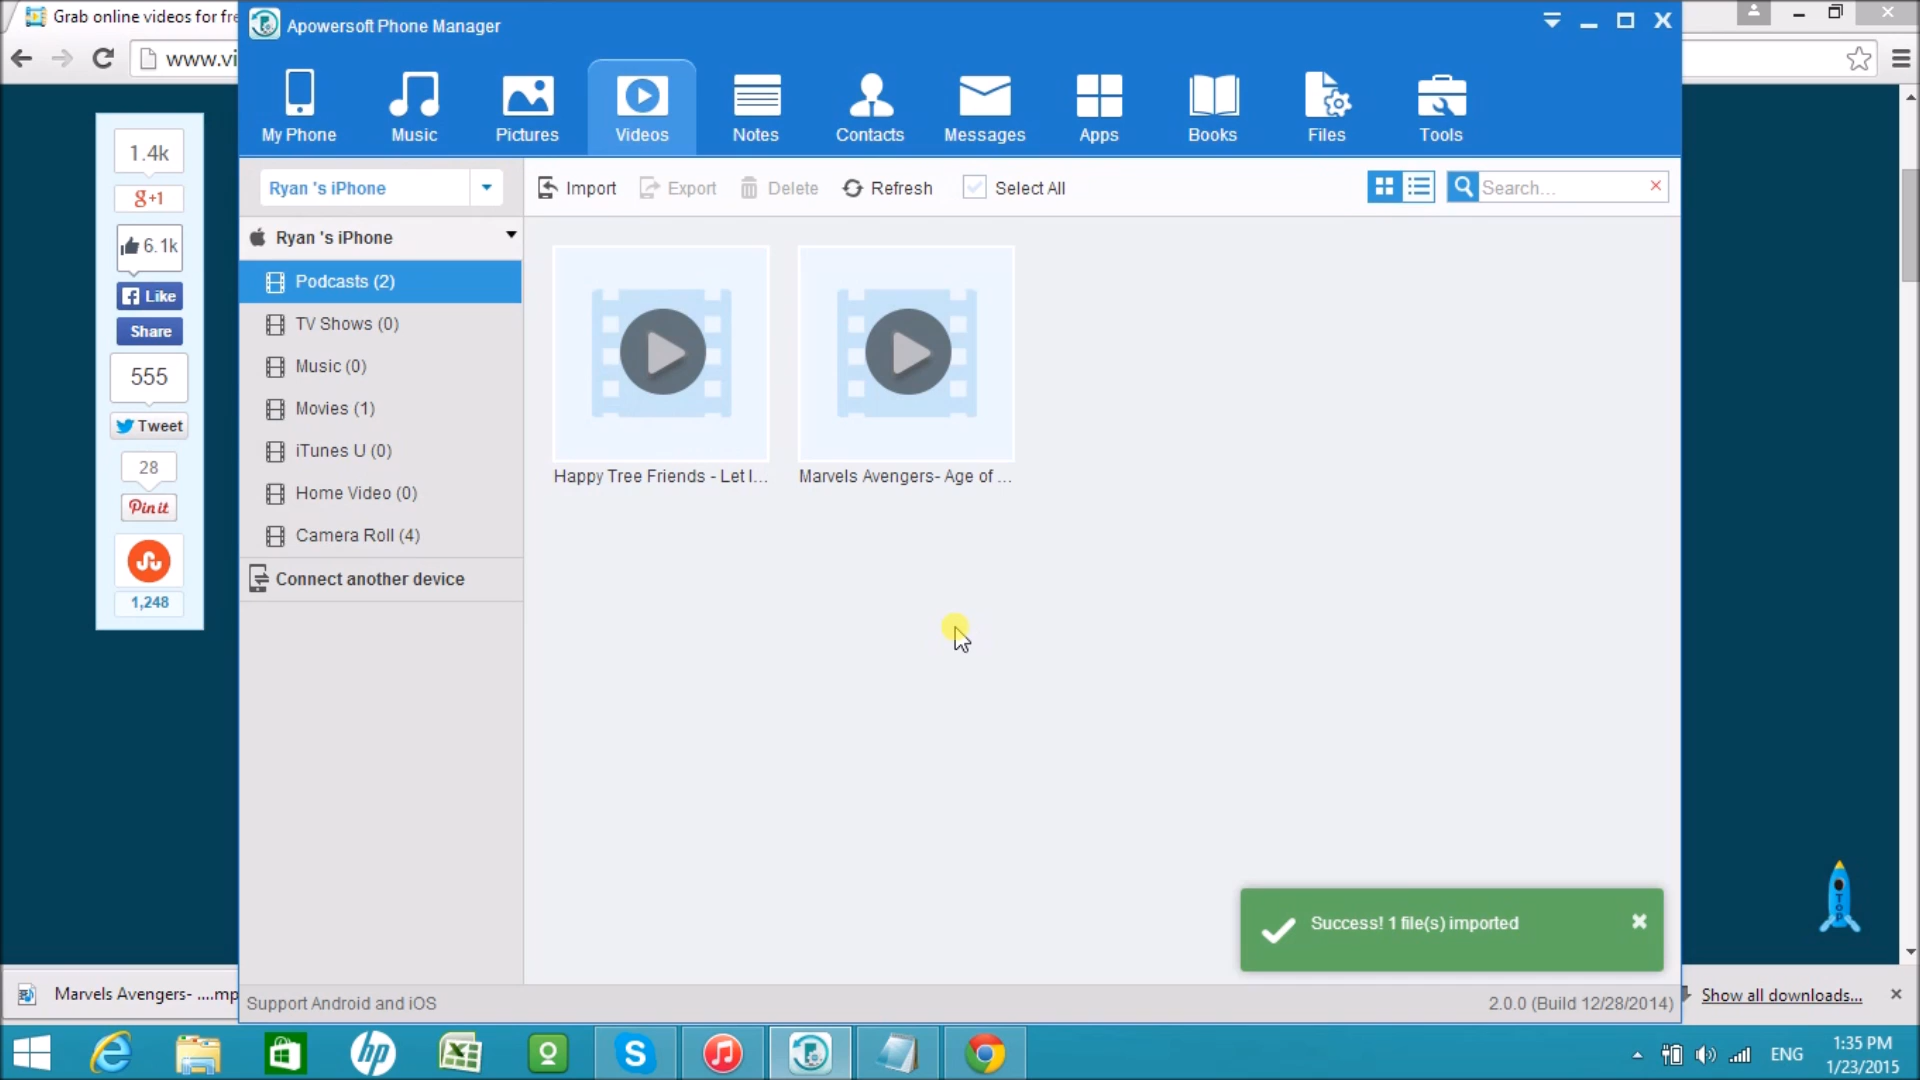 Grab online videos for fre
www.vi
Apowersoft Phone Manager
My Phone
Music
Pictures
Videos
Notes
Contacts
Messages
Apps
Books
Files
Tools
Ryan 's iPhone
Import
Export
Delete
Refresh
Select All
Search...
Ryan 's iPhone
Podcasts (2)
TV Shows (0)
Music (0)
Movies (1)
iTunes U (0)
Home Video (0)
Camera Roll (4)
Connect another device
Happy Tree Friends - Let I...
Marvels Avengers- Age of ...
1.4k
g+1
6.1k
Like
Share
555
Tweet
28
Pin it
1,248
TOP
Success! 1 file(s) imported
Support Android and iOS
2.0.0 (Build 12/28/2014)
Marvels Avengers- ....mp
Show all downloads...
hp
ENG
1:35 PM
1/23/2015